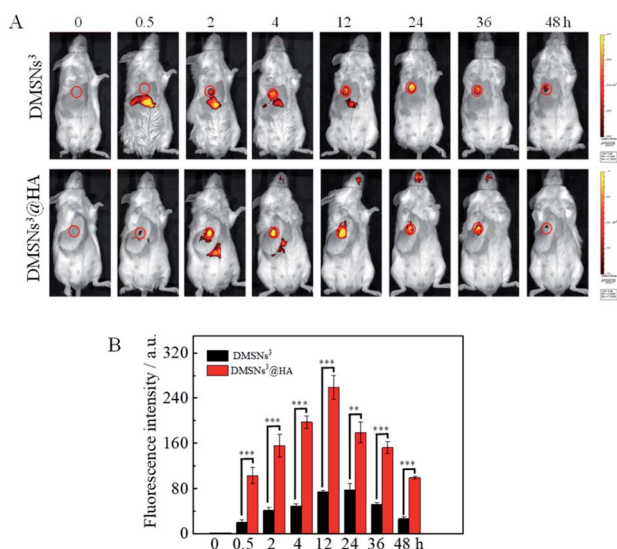 A
0 0.5 2 4 12 24 36 48 h
DMSNs³
DMSNs³@HA
B
Fluorescence intensity / a.u.
320
240
160
80
0
DMSNs³
DMSNs³@HA
*** *** *** *** ** *** ***
0 0.5 2 4 12 24 36 48 h